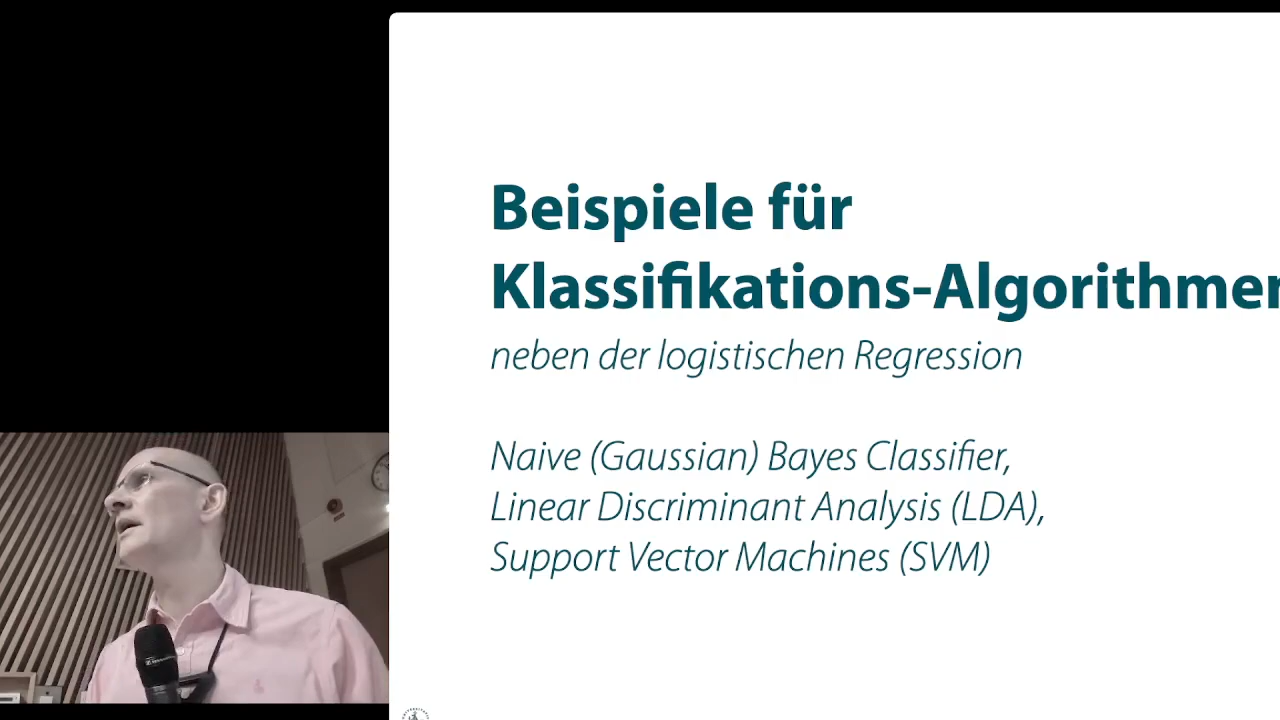 Beispiele für
Klassifikations-Algorithmen
neben der logistischen Regression
Naive (Gaussian) Bayes Classifier,
Linear Discriminant Analysis (LDA),
Support Vector Machines (SVM)